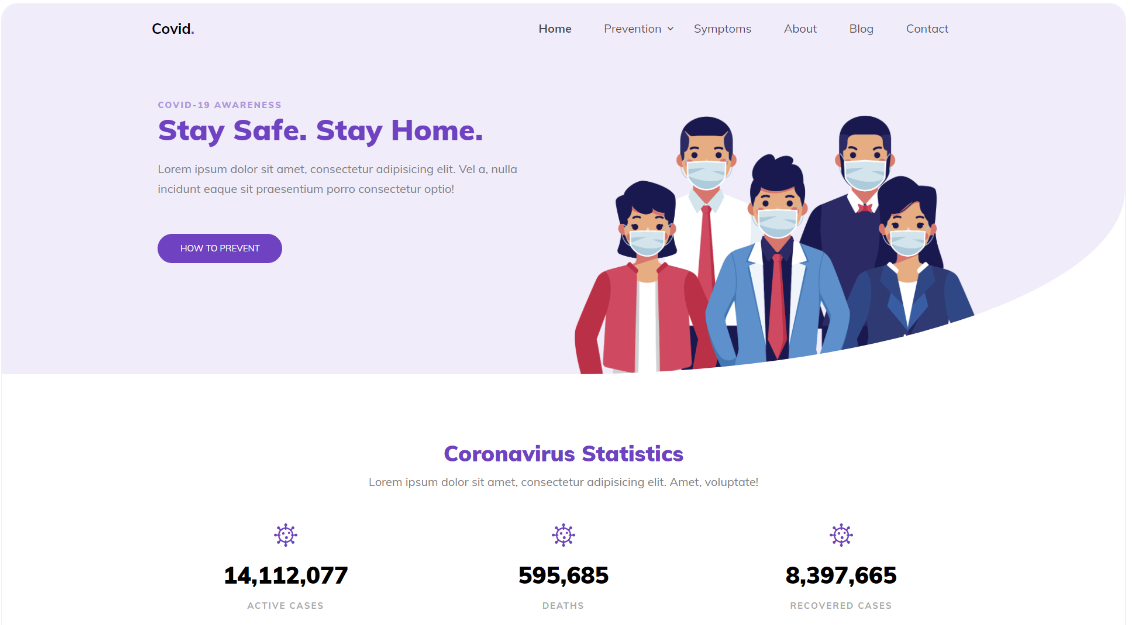 Covid.
Home Prevention Symptoms About Blog Contact
COVID-19 AWARENESS
Stay Safe. Stay Home.
Lorem ipsum dolor sit amet, consectetur adipisicing elit. Vel a, nulla
incidunt eaque sit praesentium porro consectetur optio!
HOW TO PREVENT
Coronavirus Statistics
Lorem ipsum dolor sit amet, consectetur adipisicing elit. Amet, voluptate!
14,112,077 595,685 8,397,665
ACTIVE CASES DEATHS RECOVERED CASES